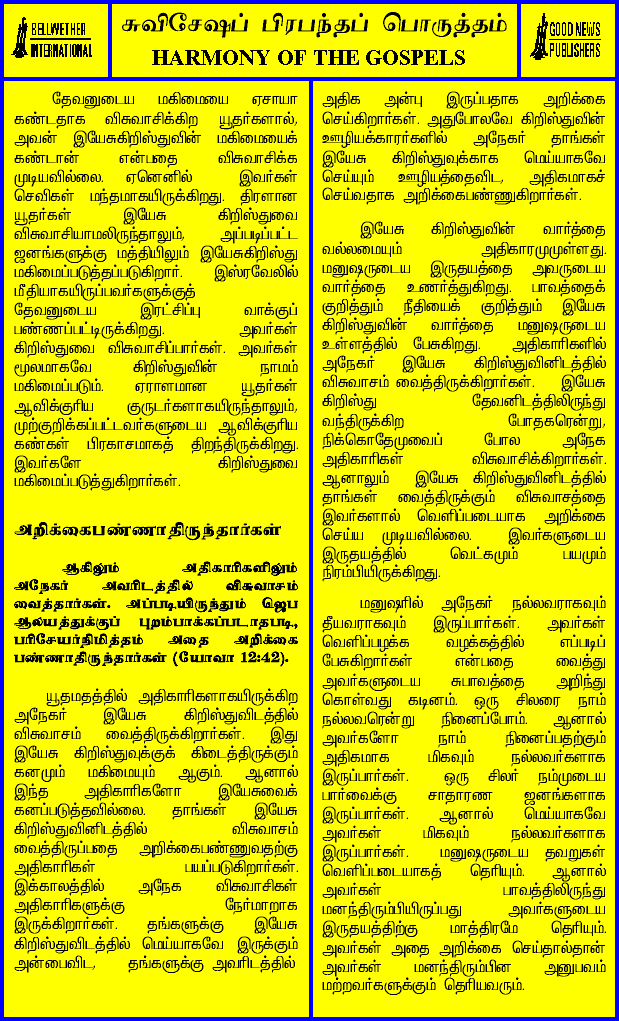 BELLWETHER
INTERNATIONAL
சுவிசேஷப் பிரபந்தப் பொருத்தம்
HARMONY OF THE GOSPELS
GOOD NEWS
PUBLISHERS
தேவனுடைய மகிமையை ஏசாயா
கண்டதாக விசுவாசிக்கிற யூதர்களால்,
அவன் இயேசுகிறிஸ்துவின் மகிமையைக்
கண்டான் என்பதை விசுவாசிக்க
முடியவில்லை. ஏனெனில் இவர்கள்
செவிகள் மந்தமாகயிருக்கிறது. திரளான
யூதர்கள் இயேசு கிறிஸ்துவை
விசுவாசியாமலிருந்தாலும், அப்படிப்பட்ட
ஜனங்களுக்கு மத்தியிலும் இயேசுகிறிஸ்து
மகிமைப்படுத்தப்படுகிறார். இஸ்ரவேலில்
மீதியாகயிருப்பவர்களுக்குத்
தேவனுடைய இரட்சிப்பு வாக்குப்
பண்ணப்பட்டிருக்கிறது. அவர்கள்
கிறிஸ்துவை விசுவாசிப்பார்கள். அவர்கள்
மூலமாகவே கிறிஸ்துவின் நாமம்
மகிமைப்படும். ஏராளமான யூதர்கள்
ஆவிக்குரிய குருடர்களாகயிருந்தாலும்,
முற்குறிக்கப்பட்டவர்களுடைய ஆவிக்குரிய
கண்கள் பிரகாசமாகத் திறந்திருக்கிறது.
இவர்களே கிறிஸ்துவை
மகிமைப்படுத்துகிறார்கள்.
அறிக்கைபண்ணாதிருந்தார்கள்
ஆகிலும் அதிகாரிகளிலும்
அநேகர் அவரிடத்தில் விசுவாசம்
வைத்தார்கள். அப்படியிருந்தும் ஜெப
ஆலயத்துக்குப் புறம்பாக்கப்படாதபடி,
பரிசேயர்நிமித்தம் அதை அறிக்கை
பண்ணாதிருந்தார்கள் (யோவா 12:42).
யூதமதத்தில் அதிகாரிகளாகயிருக்கிற
அநேகர் இயேசு கிறிஸ்துவிடத்தில்
விசுவாசம் வைத்திருக்கிறார்கள். இது
இயேசு கிறிஸ்துவுக்குக் கிடைத்திருக்கும்
கனமும் மகிமையும் ஆகும். ஆனால்
இந்த அதிகாரிகளோ இயேசுவைக்
கனப்படுத்தவில்லை. தாங்கள் இயேசு
கிறிஸ்துவினிடத்தில் விசுவாசம்
வைத்திருப்பதை அறிக்கைபண்ணுவதற்கு
அதிகாரிகள் பயப்படுகிறார்கள்.
இக்காலத்தில் அநேக விசுவாசிகள்
அதிகாரிகளுக்கு நேர்மாறாக
இருக்கிறார்கள். தங்களுக்கு இயேசு
கிறிஸ்துவிடத்தில் மெய்யாகவே இருக்கும்
அன்பைவிட, தங்களுக்கு அவரிடத்தில்
அதிக அன்பு இருப்பதாக அறிக்கை
செய்கிறார்கள். அதுபோலவே கிறிஸ்துவின்
ஊழியக்காரர்களில் அநேகர் தாங்கள்
இயேசு கிறிஸ்துவுக்காக மெய்யாகவே
செய்யும் ஊழியத்தைவிட, அதிகமாகச்
செய்வதாக அறிக்கைபண்ணுகிறார்கள்.
இயேசு கிறிஸ்துவின் வார்த்தை
வல்லமையும் அதிகாரமுமுள்ளது.
மனுஷருடைய இருதயத்தை அவருடைய
வார்த்தை உணர்த்துகிறது. பாவத்தைக்
குறித்தும் நீதியைக் குறித்தும் இயேசு
கிறிஸ்துவின் வார்த்தை மனுஷருடைய
உள்ளத்தில் பேசுகிறது. அதிகாரிகளில்
அநேகர் இயேசு கிறிஸ்துவினிடத்தில்
விசுவாசம் வைத்திருக்கிறார்கள். இயேசு
கிறிஸ்து தேவனிடத்திலிருந்து
வந்திருக்கிற போதகரென்று,
நிக்கொதேமுவைப் போல அநேக
அதிகாரிகள் விசுவாசிக்கிறார்கள்.
ஆனாலும் இயேசு கிறிஸ்துவினிடத்தில்
தாங்கள் வைத்திருக்கும் விசுவாசத்தை
இவர்களால் வெளிப்படையாக அறிக்கை
செய்ய முடியவில்லை. இவர்களுடைய
இருதயத்தில் வெட்கமும் பயமும்
நிரம்பியிருக்கிறது.
மனுஷரில் அநேகர் நல்லவராகவும்
தீயவராகவும் இருப்பார்கள். அவர்கள்
வெளிப்பழக்க வழக்கத்தில் எப்படிப்
பேசுகிறார்கள் என்பதை வைத்து
அவர்களுடைய சுபாவத்தை அறிந்து
கொள்வது கடினம். ஒரு சிலரை நாம்
நல்லவரென்று நினைப்போம். ஆனால்
அவர்களோ நாம் நினைப்பதற்கும்
அதிகமாக மிகவும் நல்லவர்களாக
இருப்பார்கள். ஒரு சிலர் நம்முடைய
பார்வைக்கு சாதாரண ஜனங்களாக
இருப்பார்கள். ஆனால் மெய்யாகவே
அவர்கள் மிகவும் நல்லவர்களாக
இருப்பார்கள். மனுஷருடைய தவறுகள்
வெளிப்படையாகத் தெரியும். ஆனால்
அவர்கள் பாவத்திலிருந்து
மனந்திரும்பியிருப்பது அவர்களுடைய
இருதயத்திற்கு மாத்திரமே தெரியும்.
அவர்கள் அதை அறிக்கை செய்தால்தான்
அவர்கள் மனந்திரும்பின அனுபவம்
மற்றவர்களுக்கும் தெரியவரும்.